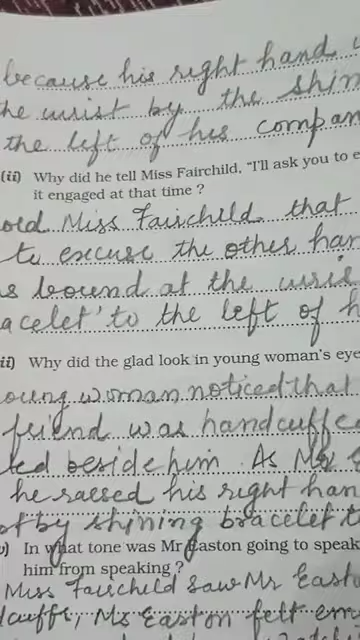 because his right hand
the wrist by the shin
the left of his compan
(ii) Why did he tell Miss Fairchild, "I'll ask you to e
it engaged at that time ?
old Miss Fairchild that
to excuse the other han
s bound at the wris
acelet' to the left of h
ii) Why did the glad look in young woman's eye
oung woman noticed that
friend was handcuffe
ted beside him. As Mr
he raesed his right han
ot by shining bracelet t
) In what tone was Mr Easton going to speak
him from speaking ?
Miss Fairchild saw Mr Easto
dcuffs, Mr Easton felt em